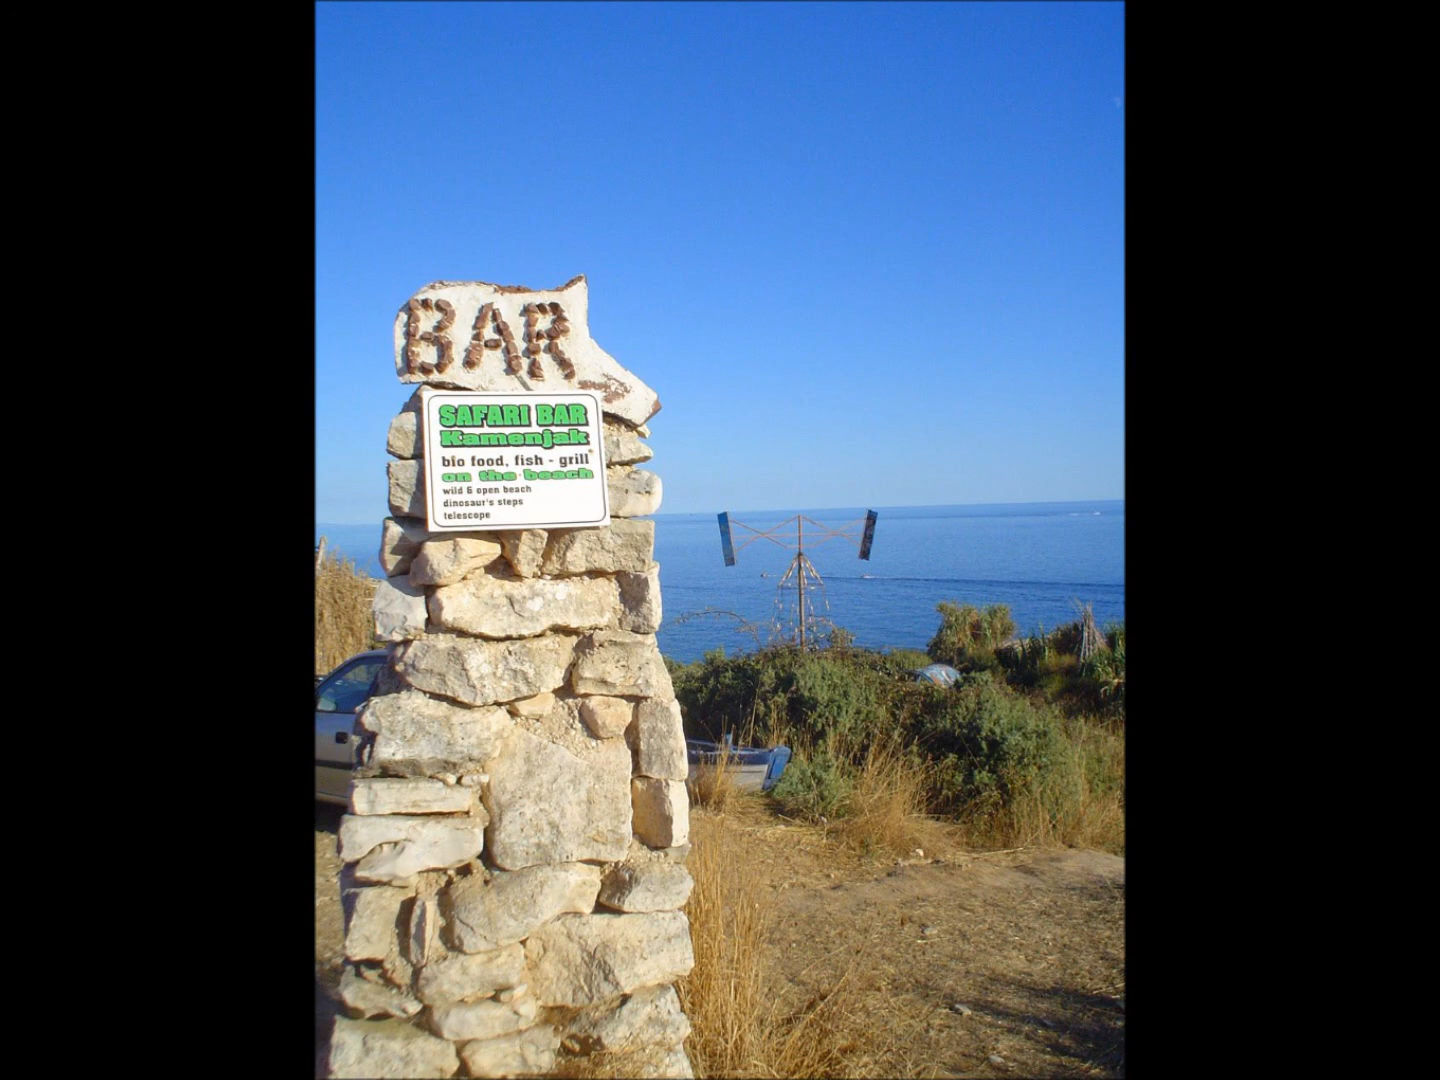 BAR
SAFARI BAR
Kamenjak
bio food, fish - grill
on the beach
wild & open beach
dinosaur's steps
telescope